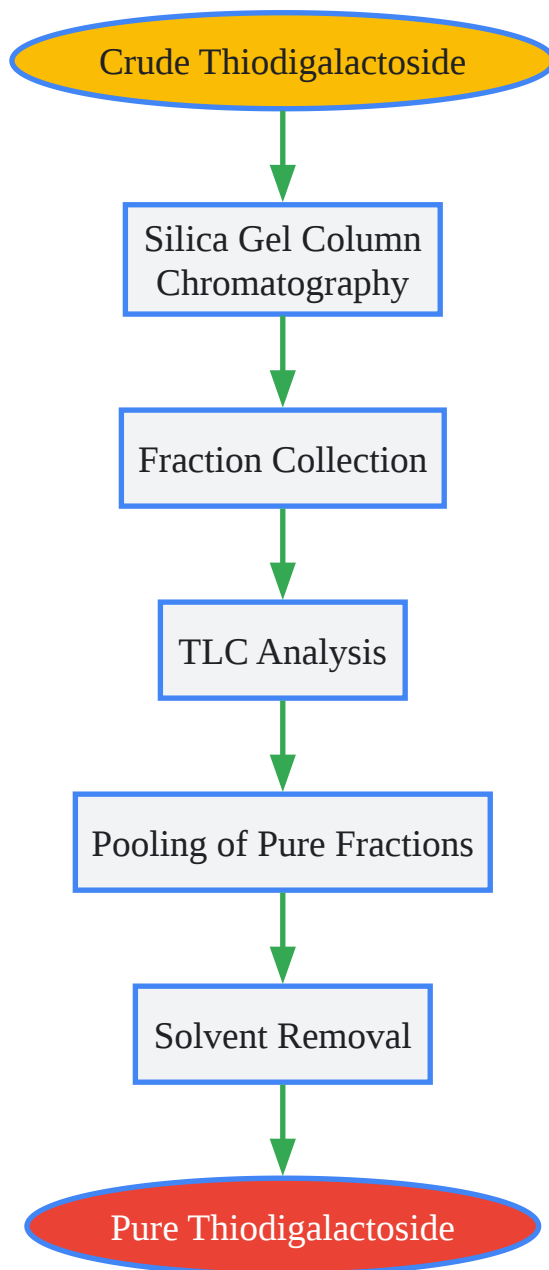 Crude Thiodigalactoside
Silica Gel Column
Chromatography
Fraction Collection
TLC Analysis
Pooling of Pure Fractions
Solvent Removal
Pure Thiodigalactoside